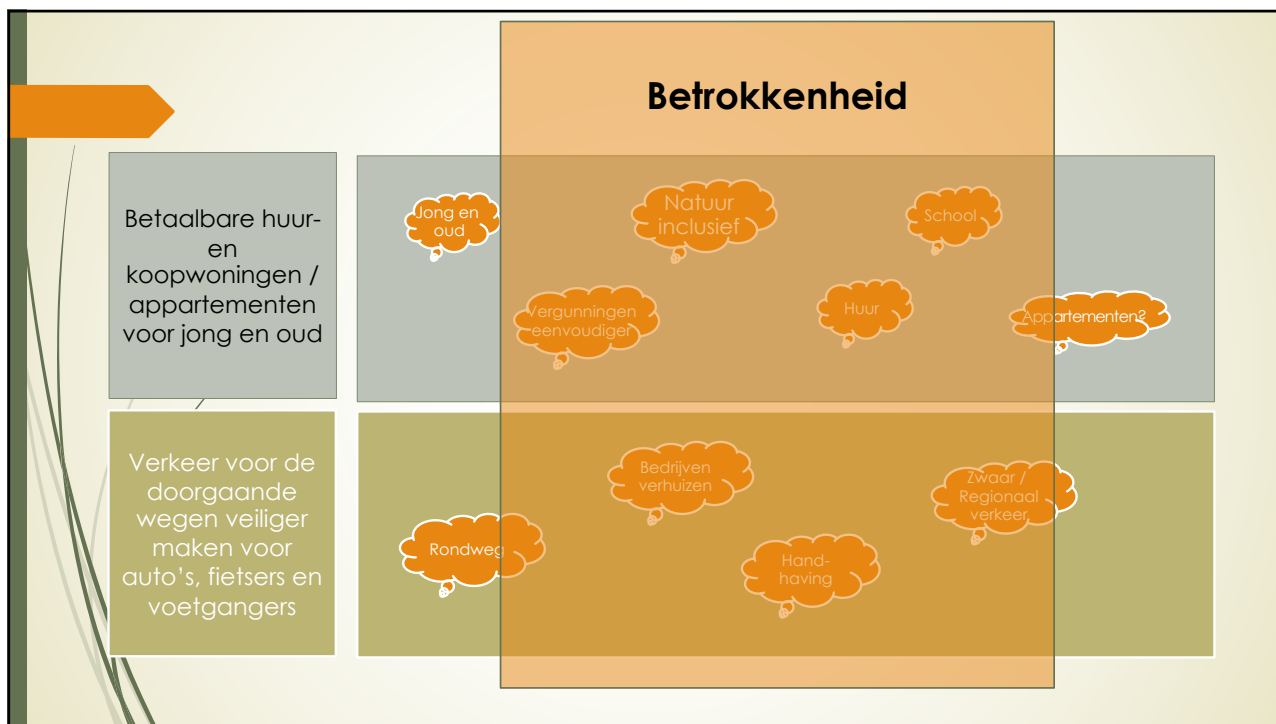 Betrokkenheid
Betaalbare huur-
en
koopwoningen /
appartementen
voor jong en oud
Jong en
oud
Natuur
inclusief
School
Vergunningen
eenvoudiger
Huur
Appartementen?
Verkeer voor de
doorgaande
wegen veiliger
maken voor
auto's, fietsers en
voetgangers
Bedrijven
verhuizen
Zwaar /
Regionaal
verkeer
Rondweg
Hand-
having